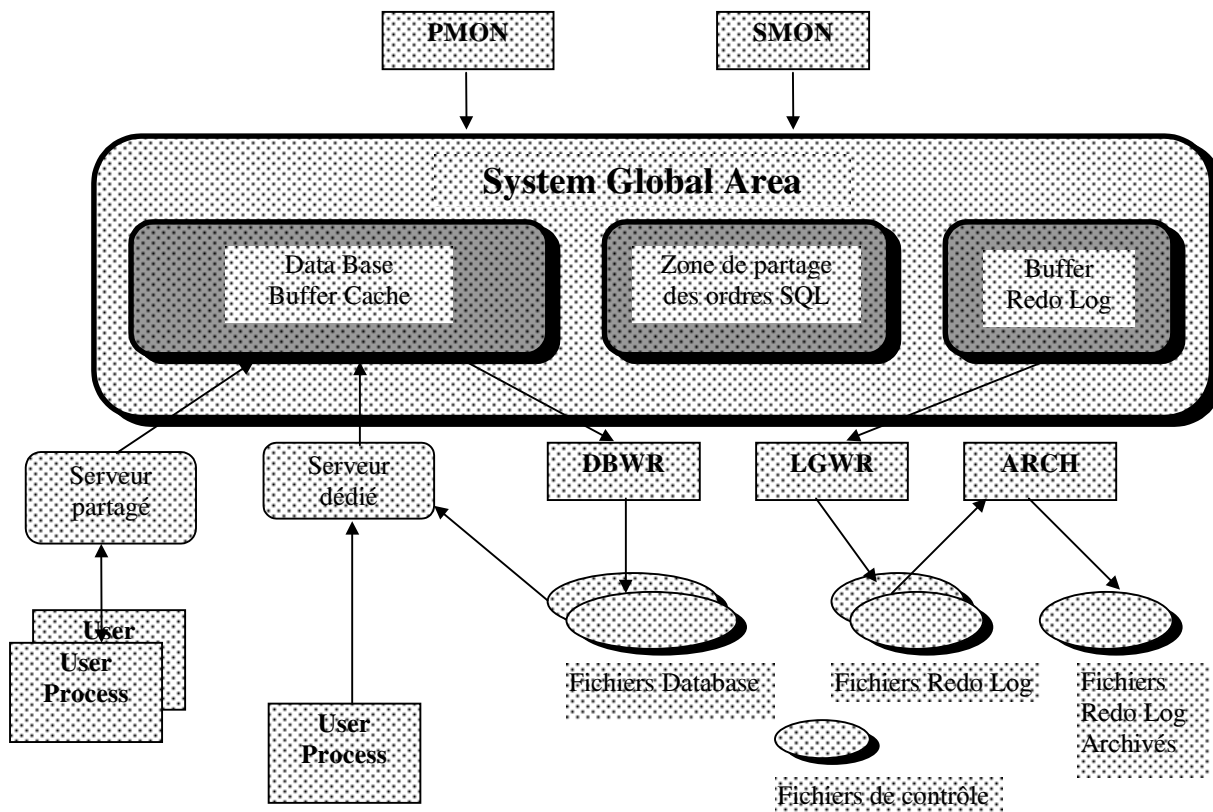 PMON
SMON
System Global Area
Data Base
Buffer Cache
Zone de partage
des ordres SQL
Buffer
Redo Log
Serveur
partagé
Serveur
dédié
DBWR
LGWR
ARCH
User
User
Process
User
Process
Fichiers Database
Fichiers Redo Log
Fichiers
Redo Log
Archivés
Fichiers de contrôle